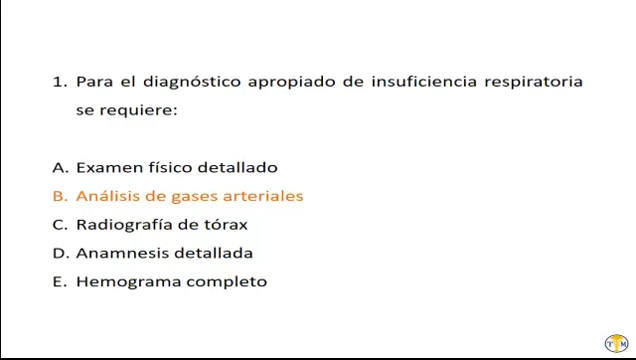 1. Para el diagnóstico apropiado de insuficiencia respiratoria
se requiere:
A. Examen físico detallado
B. Análisis de gases arteriales
C. Radiografía de tórax
D. Anamnesis detallada
E. Hemograma completo
T M